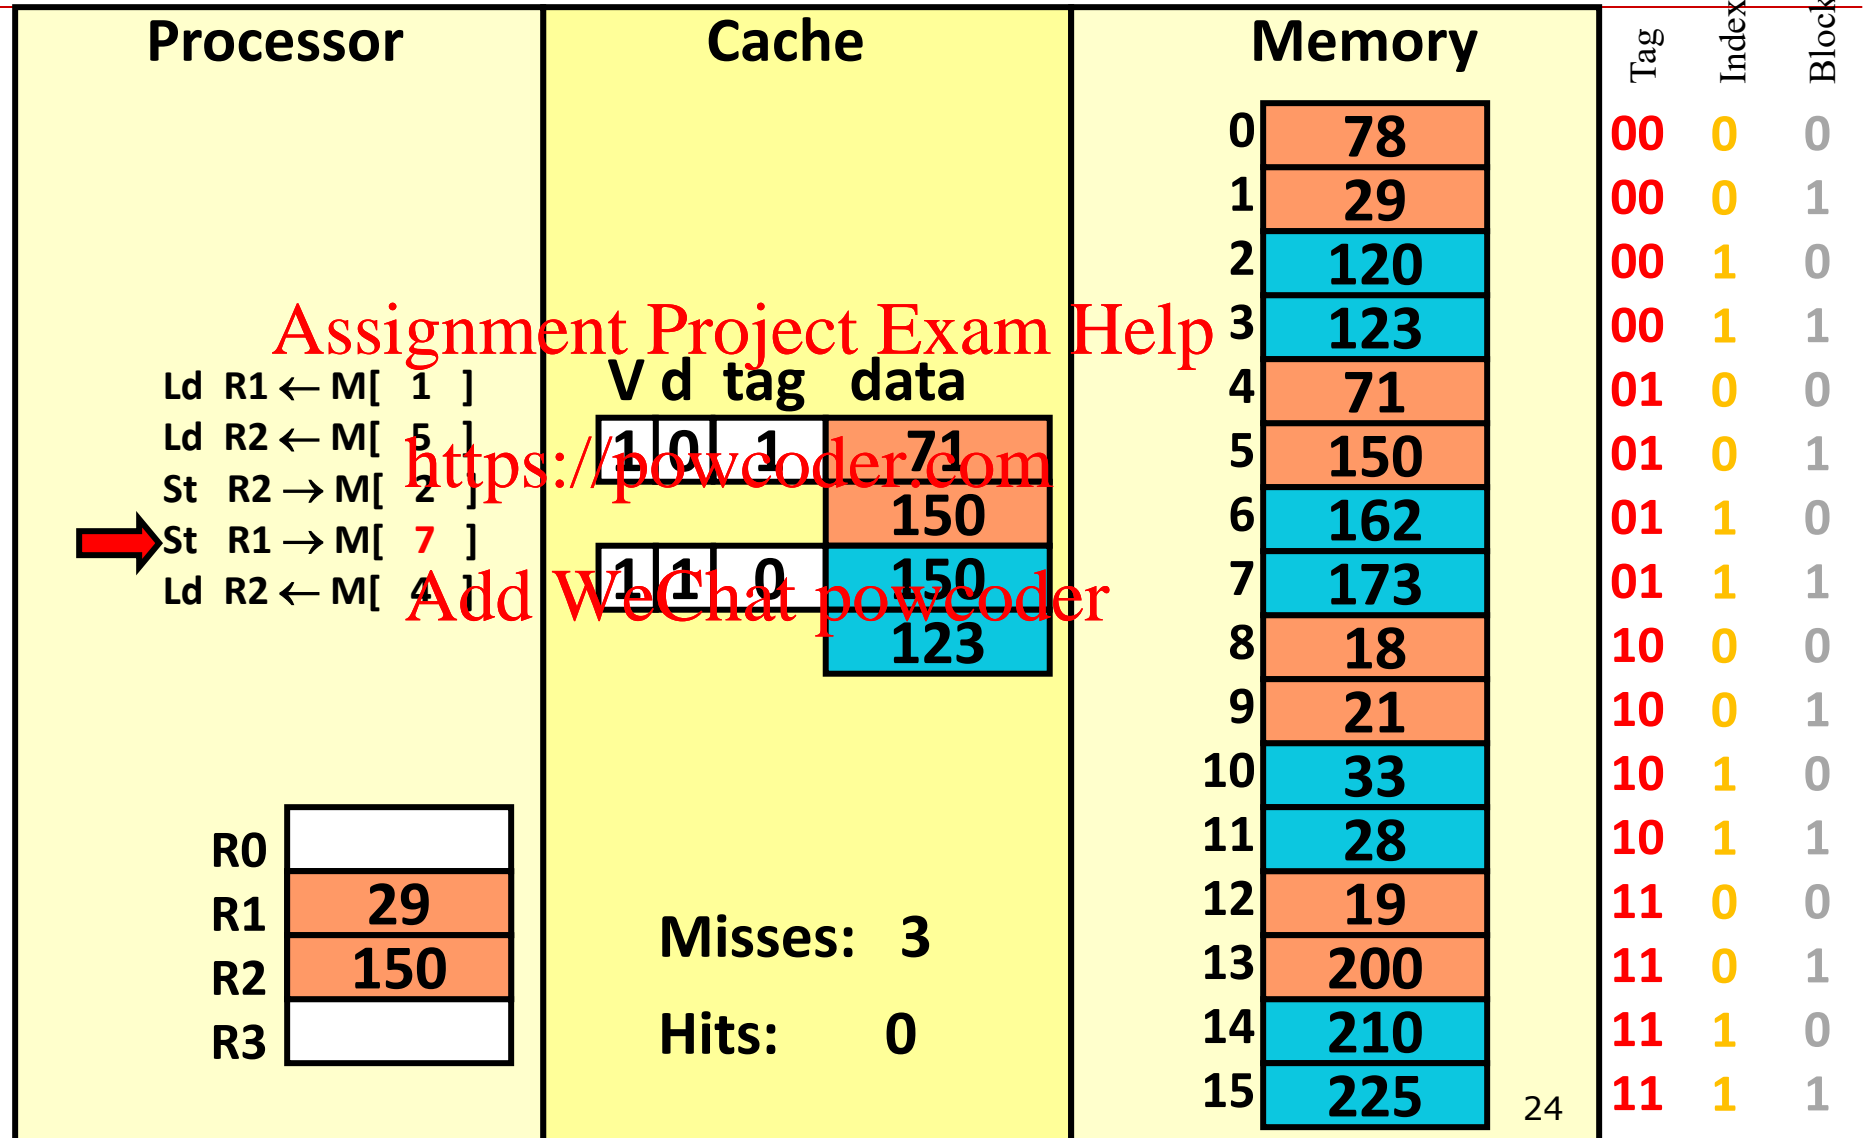 Processor Cache Memory Tag Index Block
0 78 00 0 0
1 29 00 0 1
2 120 00 1 0
Assignment Project Exam Help
3 123 00 1 1
V d tag data
Ld R1 ← M[ 1 ]
4 71 01 0 0
Ld R2 ← M[ 5 ]
1 0 1 71
https://powcoder.com
5 150 01 0 1
St R2 → M[ 2 ]
150
6 162 01 1 0
St R1 → M[ 7 ]
1 1 0 150
7 173 01 1 1
Ld R2 ← M[ 4 ]
Add WeChat powcoder
123
8 18 10 0 0
9 21 10 0 1
10 33 10 1 0
R0
11 28 10 1 1
R1 29
12 19 11 0 0
Misses: 3
R2 150
13 200 11 0 1
Hits: 0
R3
14 210 11 1 0
15 225 11 1 1
24